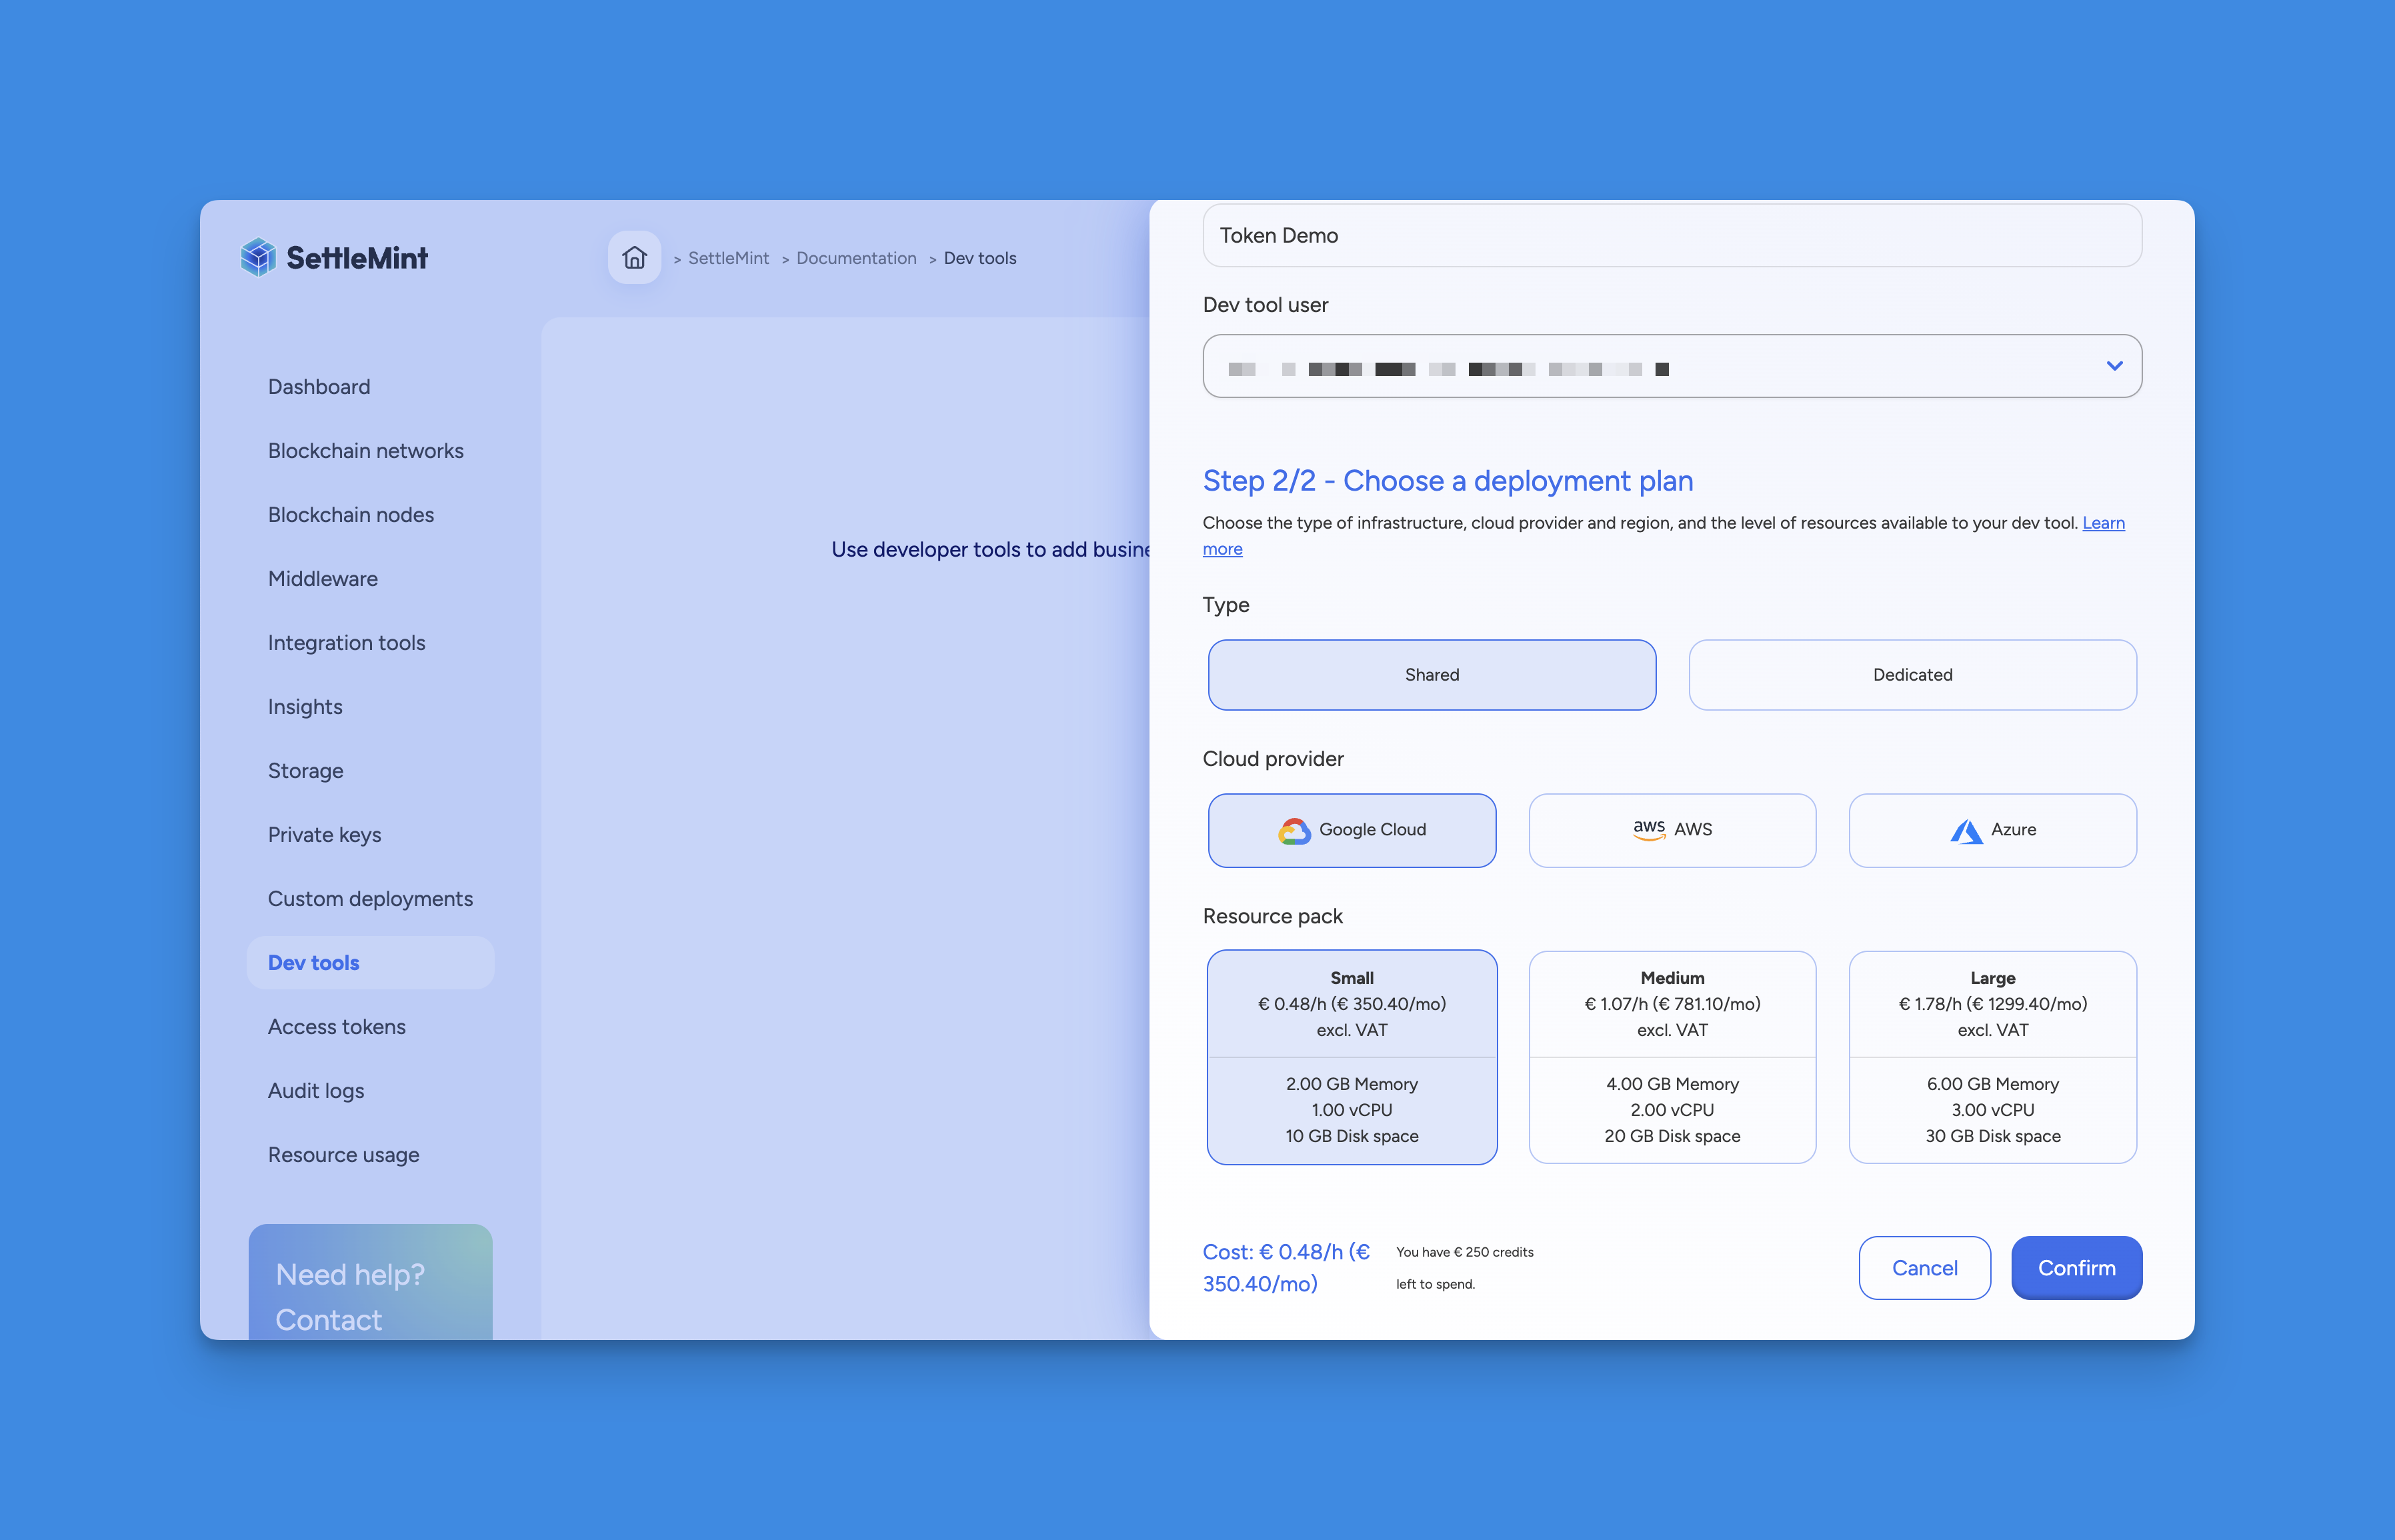 SettleMint
> SettleMint > Documentation > Dev tools
Dashboard
Blockchain networks
Blockchain nodes
Middleware
Integration tools
Insights
Storage
Private keys
Custom deployments
Dev tools
Access tokens
Audit logs
Resource usage
Need help?
Contact
Use developer tools to add
Token Demo
Dev tool user
Step 2/2 - Choose a deployment plan
Choose the type of infrastructure, cloud provider and region, and the level of resources available to your dev tool. Learn
more
Type
Shared
Dedicated
Cloud provider
Google Cloud
aws AWS
Azure
Resource pack
Small
€ 0.48/h (€ 350.40/mo)
excl. VAT
2.00 GB Memory
1.00 vCPU
10 GB Disk space
Medium
€ 1.07/h (€ 781.10/mo)
excl. VAT
4.00 GB Memory
2.00 vCPU
20 GB Disk space
Large
€ 1.78/h (€ 1299.40/mo)
excl. VAT
6.00 GB Memory
3.00 vCPU
30 GB Disk space
Cost: € 0.48/h (€
350.40/mo)
You have € 250 credits
left to spend.
Cancel
Confirm